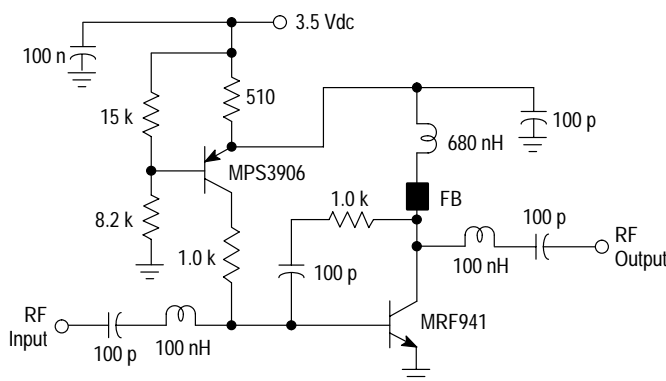 3.5 Vdc
100 n
15 k
510
100 p
680 nH
MPS3906
1.0 k
FB
8.2 k
1.0 k
100 p
100 p
100 nH
RF
Output
RF
Input
100 p
100 nH
MRF941